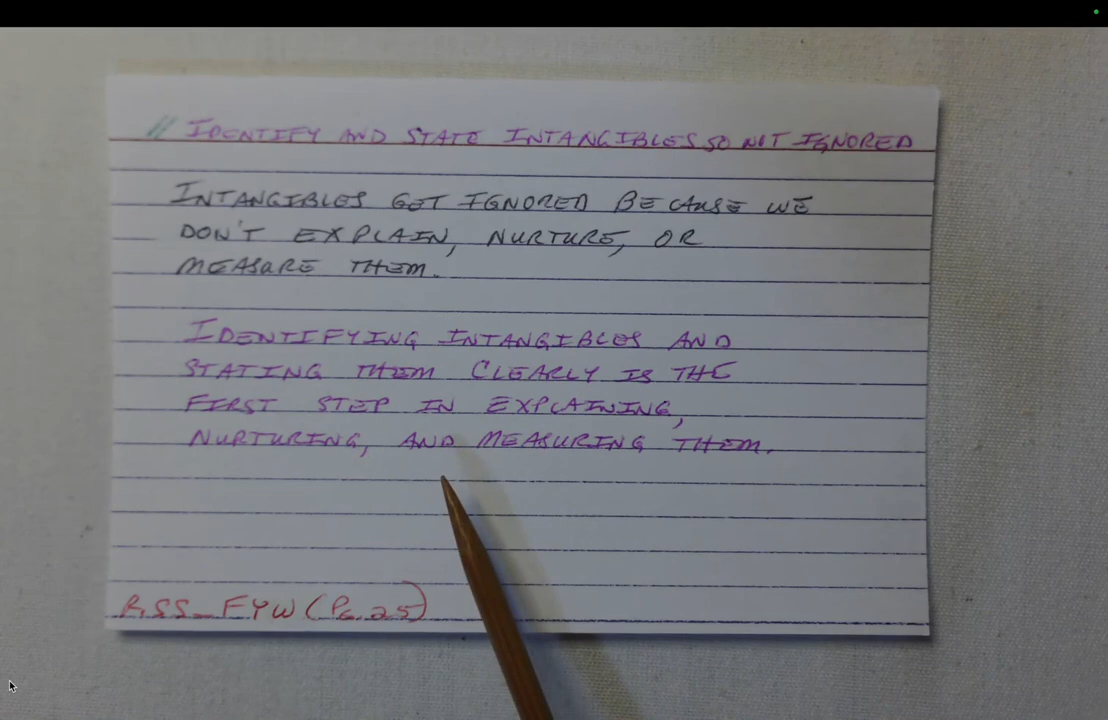 // IDENTIFY AND STATE INTANGIBLES SO NOT IGNORED
INTANGIBLES GET IGNORED BECAUSE WE
DON'T EXPLAIN, NURTURE, OR
MEASURE THEM.
IDENTIFYING INTANGIBLES AND
STATING THEM CLEARLY IS THE
FIRST STEP IN EXPLAINING,
NURTURING, AND MEASURING THEM.
RSS_FYW (PG. 25)